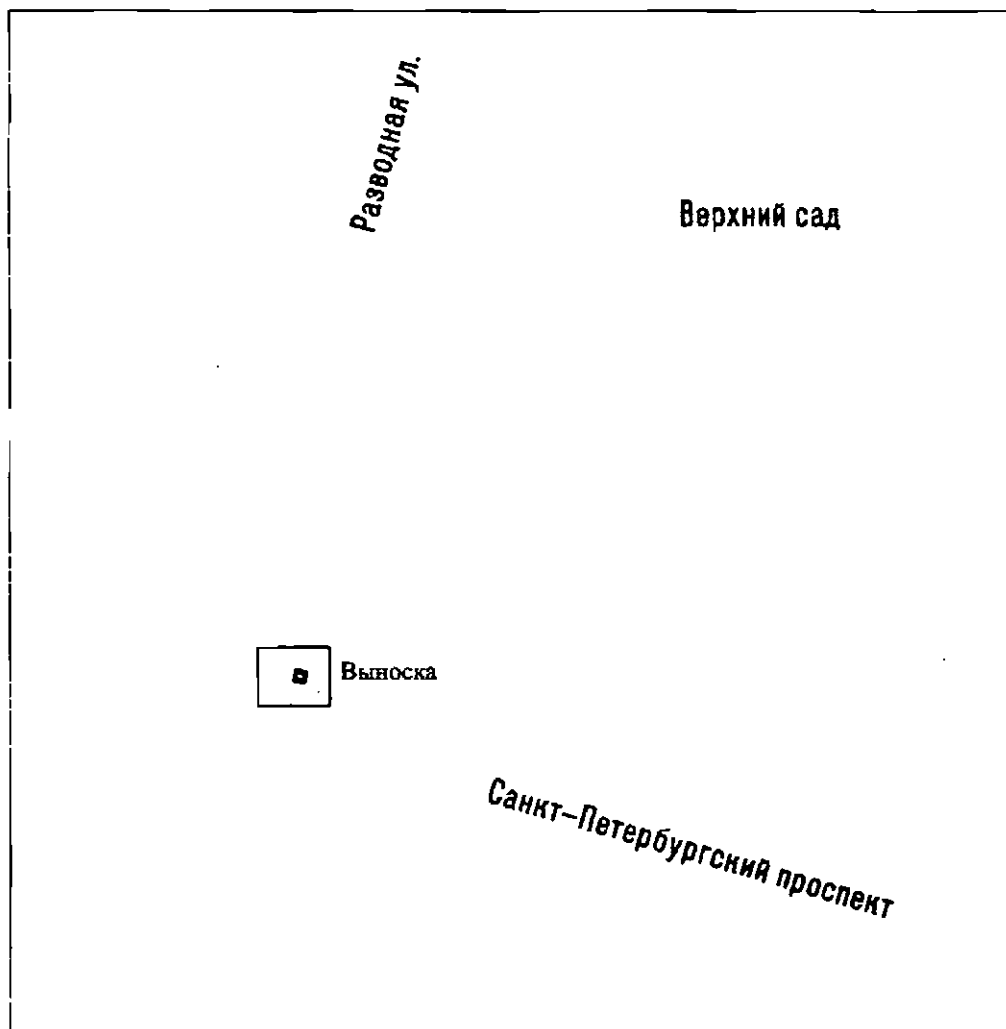 Разводная ул.
Верхний сад
Выноска
Санкт-Петербургский проспект